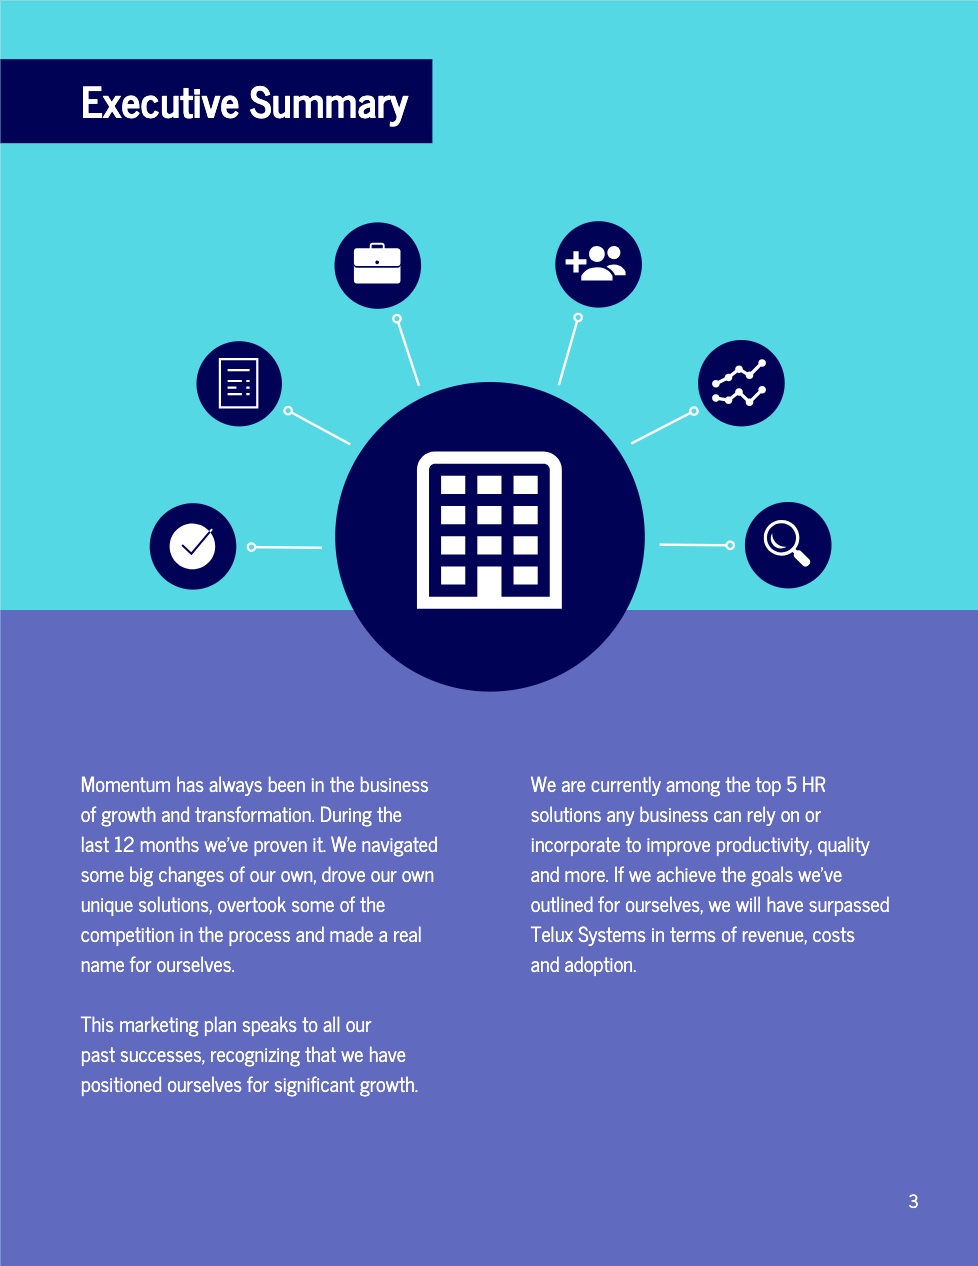 Executive Summary
Momentum has always been in the business
of growth and transformation. During the
last 12 months we've proven it. We navigated
some big changes of our own, drove our own
unique solutions, overtook some of the
competition in the process and made a real
name for ourselves.
This marketing plan speaks to all our
past successes, recognizing that we have
positioned ourselves for significant growth.
We are currently among the top 5 HR
solutions any business can rely on or
incorporate to improve productivity, quality
and more. If we achieve the goals we've
outlined for ourselves, we will have surpassed
Telux Systems in terms of revenue, costs
and adoption.
3